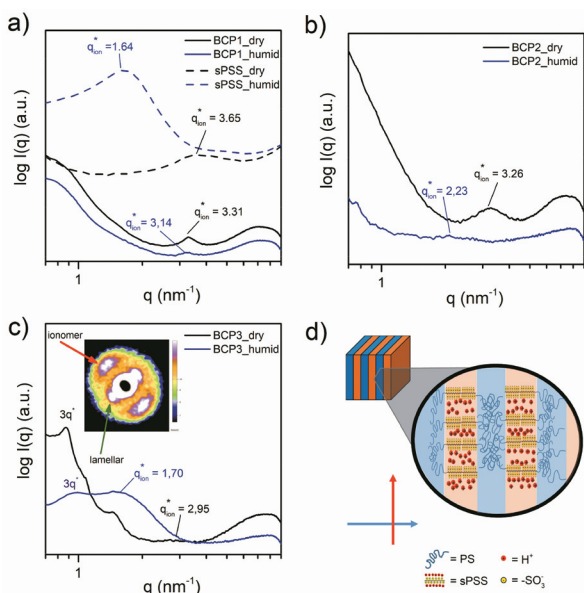 a)
q*ion =1.64
BCP1_dry
BCP1_humid
sPSS_dry
sPSS_humid
q*ion = 3.65
q*ion = 3,14
q*ion = 3.31
log I(q) (a.u.)
1
q (nm⁻¹)
b)
BCP2_dry
BCP2_humid
q*ion = 3.26
q*ion = 2,23
log I(q) (a.u.)
1
q (nm⁻¹)
c)
ionomer
BCP3_dry
BCP3_humid
3q*
lamellar
q*ion = 1,70
3q*
q*ion = 2,95
log I(q) (a.u.)
1
q (nm⁻¹)
d)
= PS
= H⁺
= sPSS
= -SO₃⁻